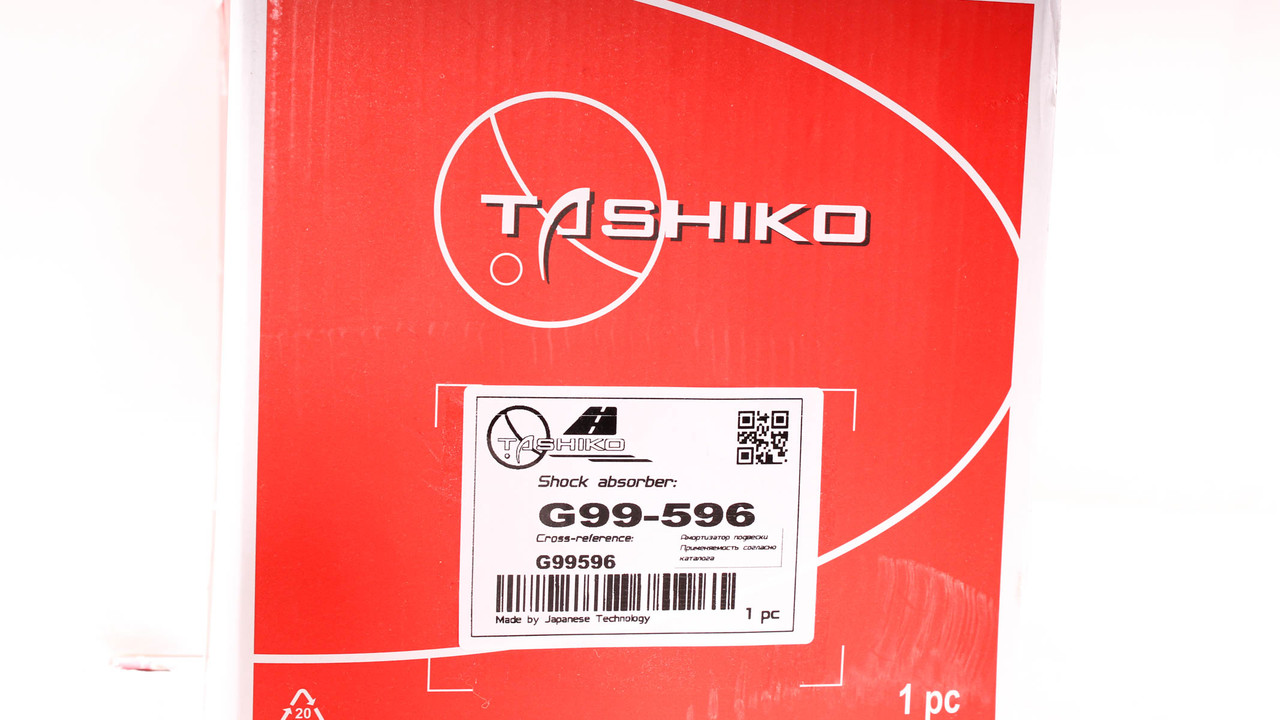 TASHIKO
TASHIKO
Shock absorber:
G99-596
Cross-reference:
G99596
Амортизатор подвески
Применяемость согласно
каталога
Made by Japanese Technology
1 pc
1 pc
20